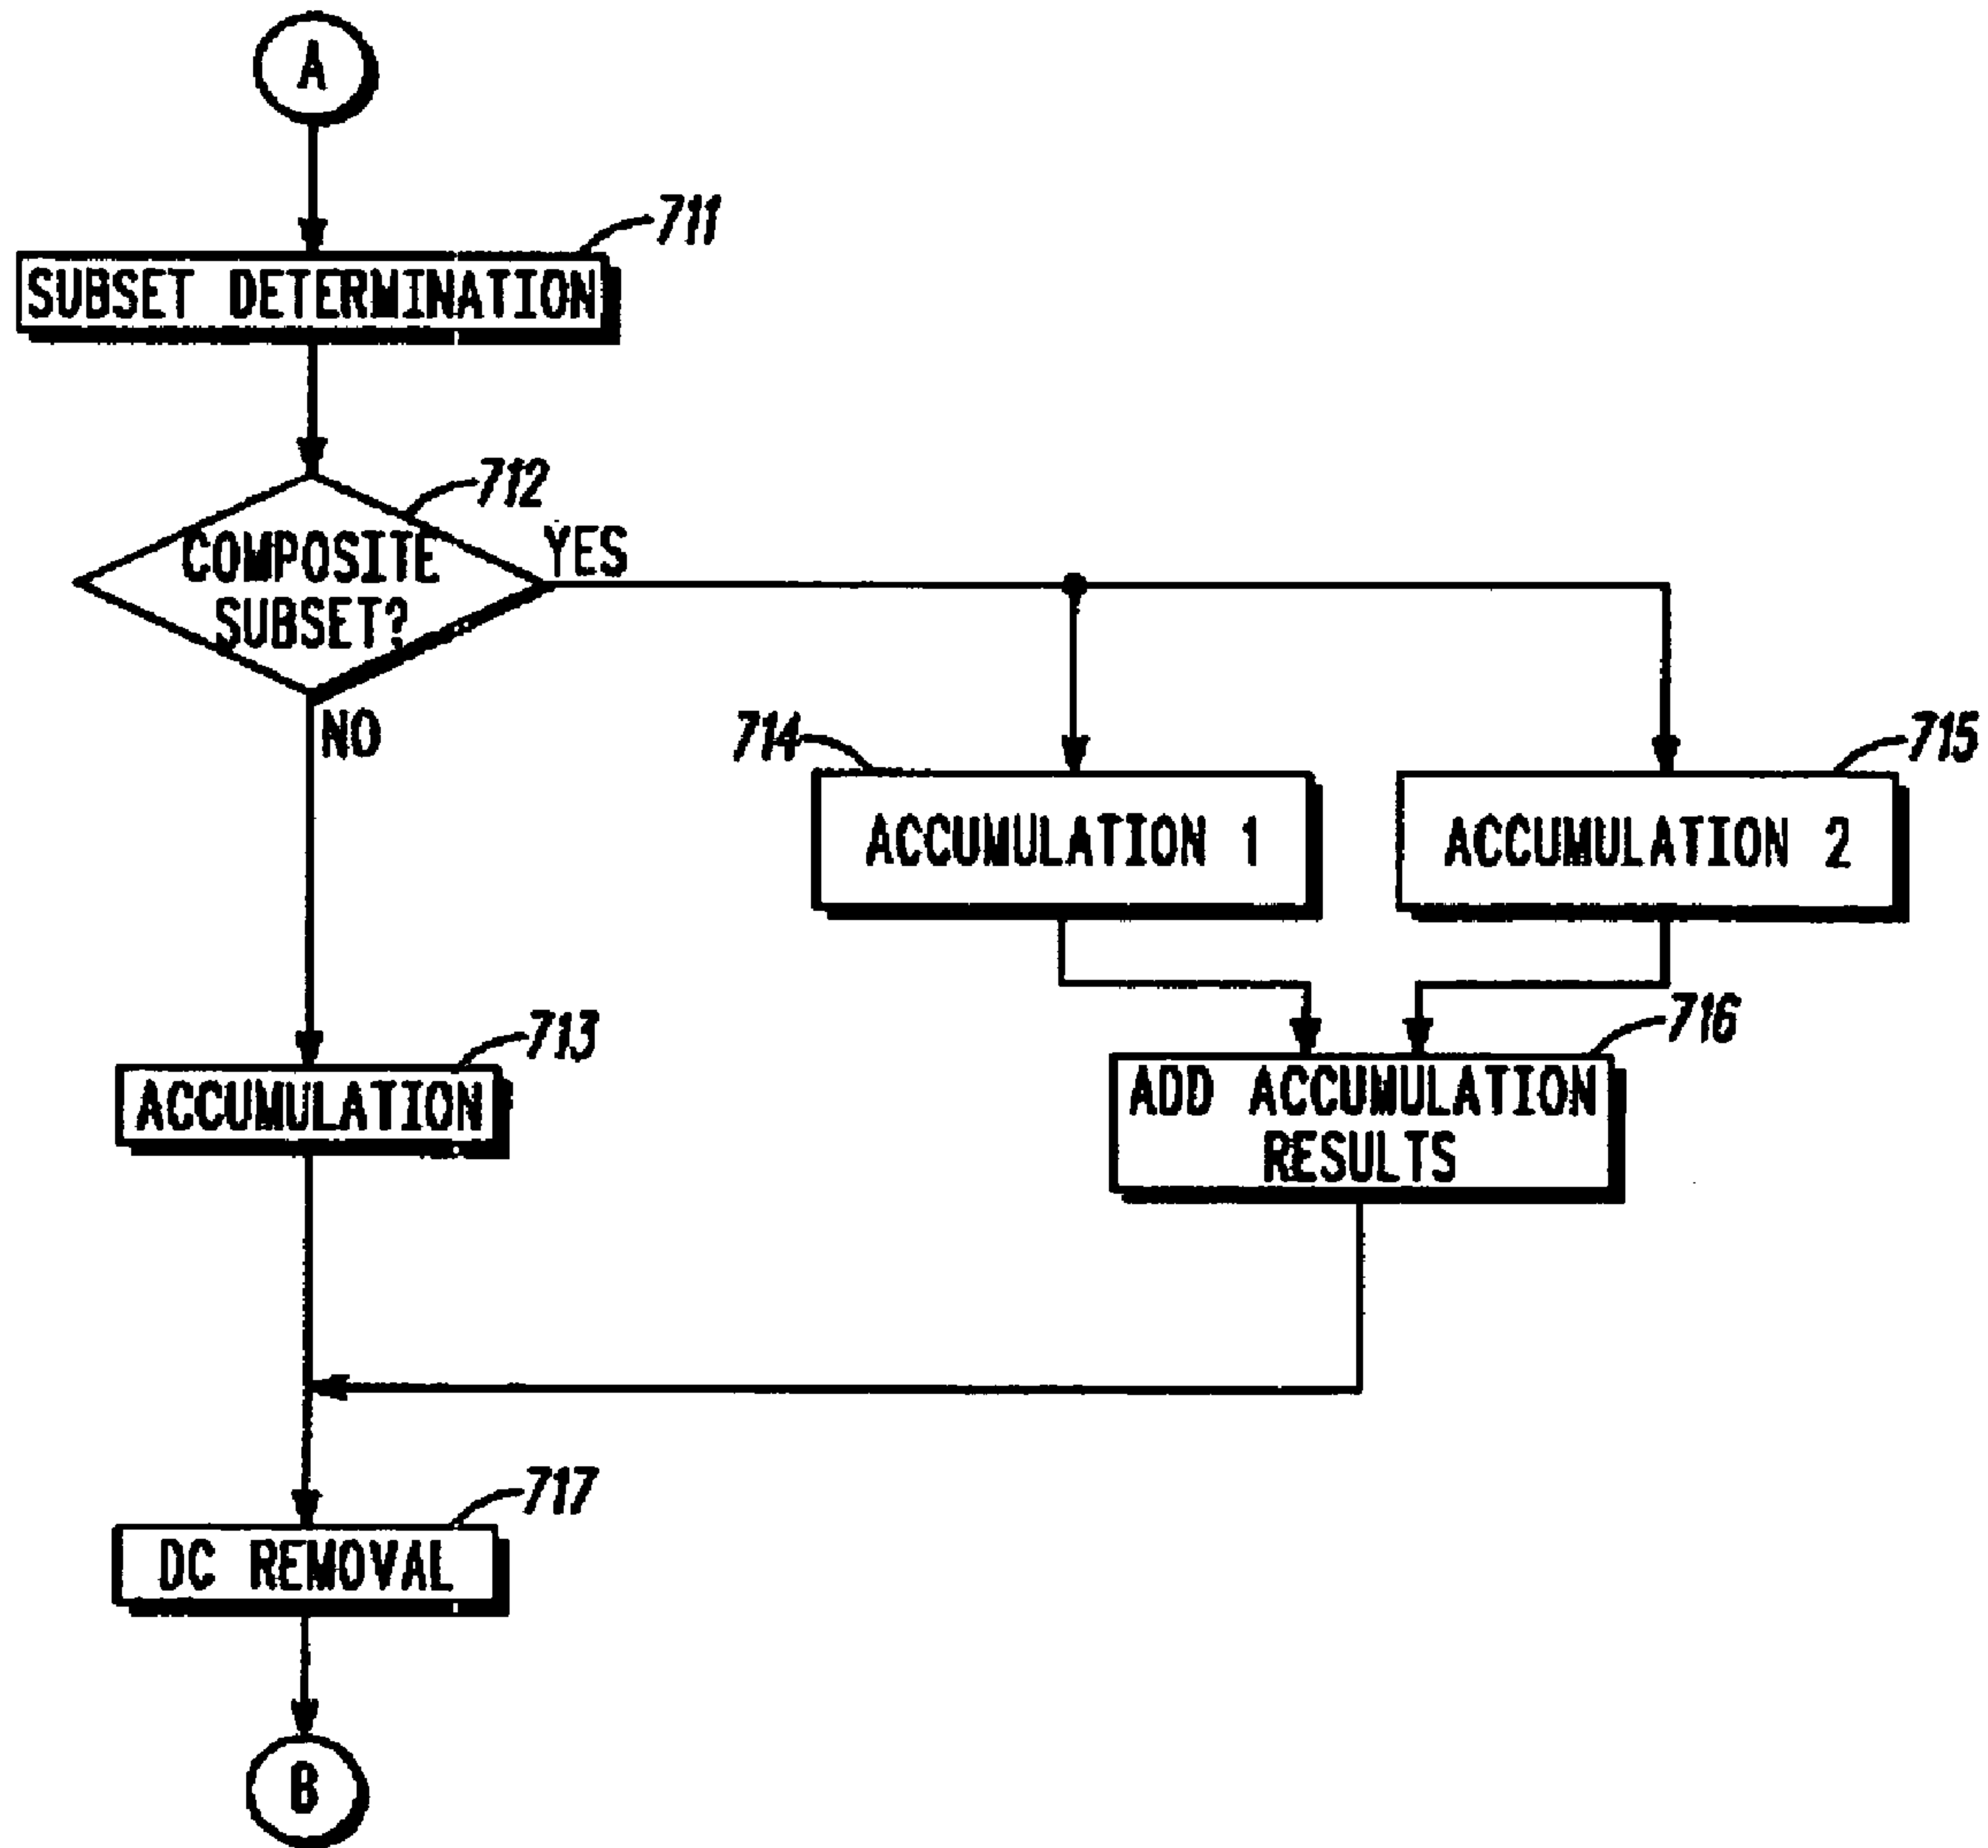 A
711
SUBSET DETERMINATION
712
COMPOSITE
SUBSET?
YES
NO
714
715
ACCUMULATION 1
ACCUMULATION 2
713
716
ACCUMULATION
ADD ACCUMULATION
RESULTS
717
DC REMOVAL
B